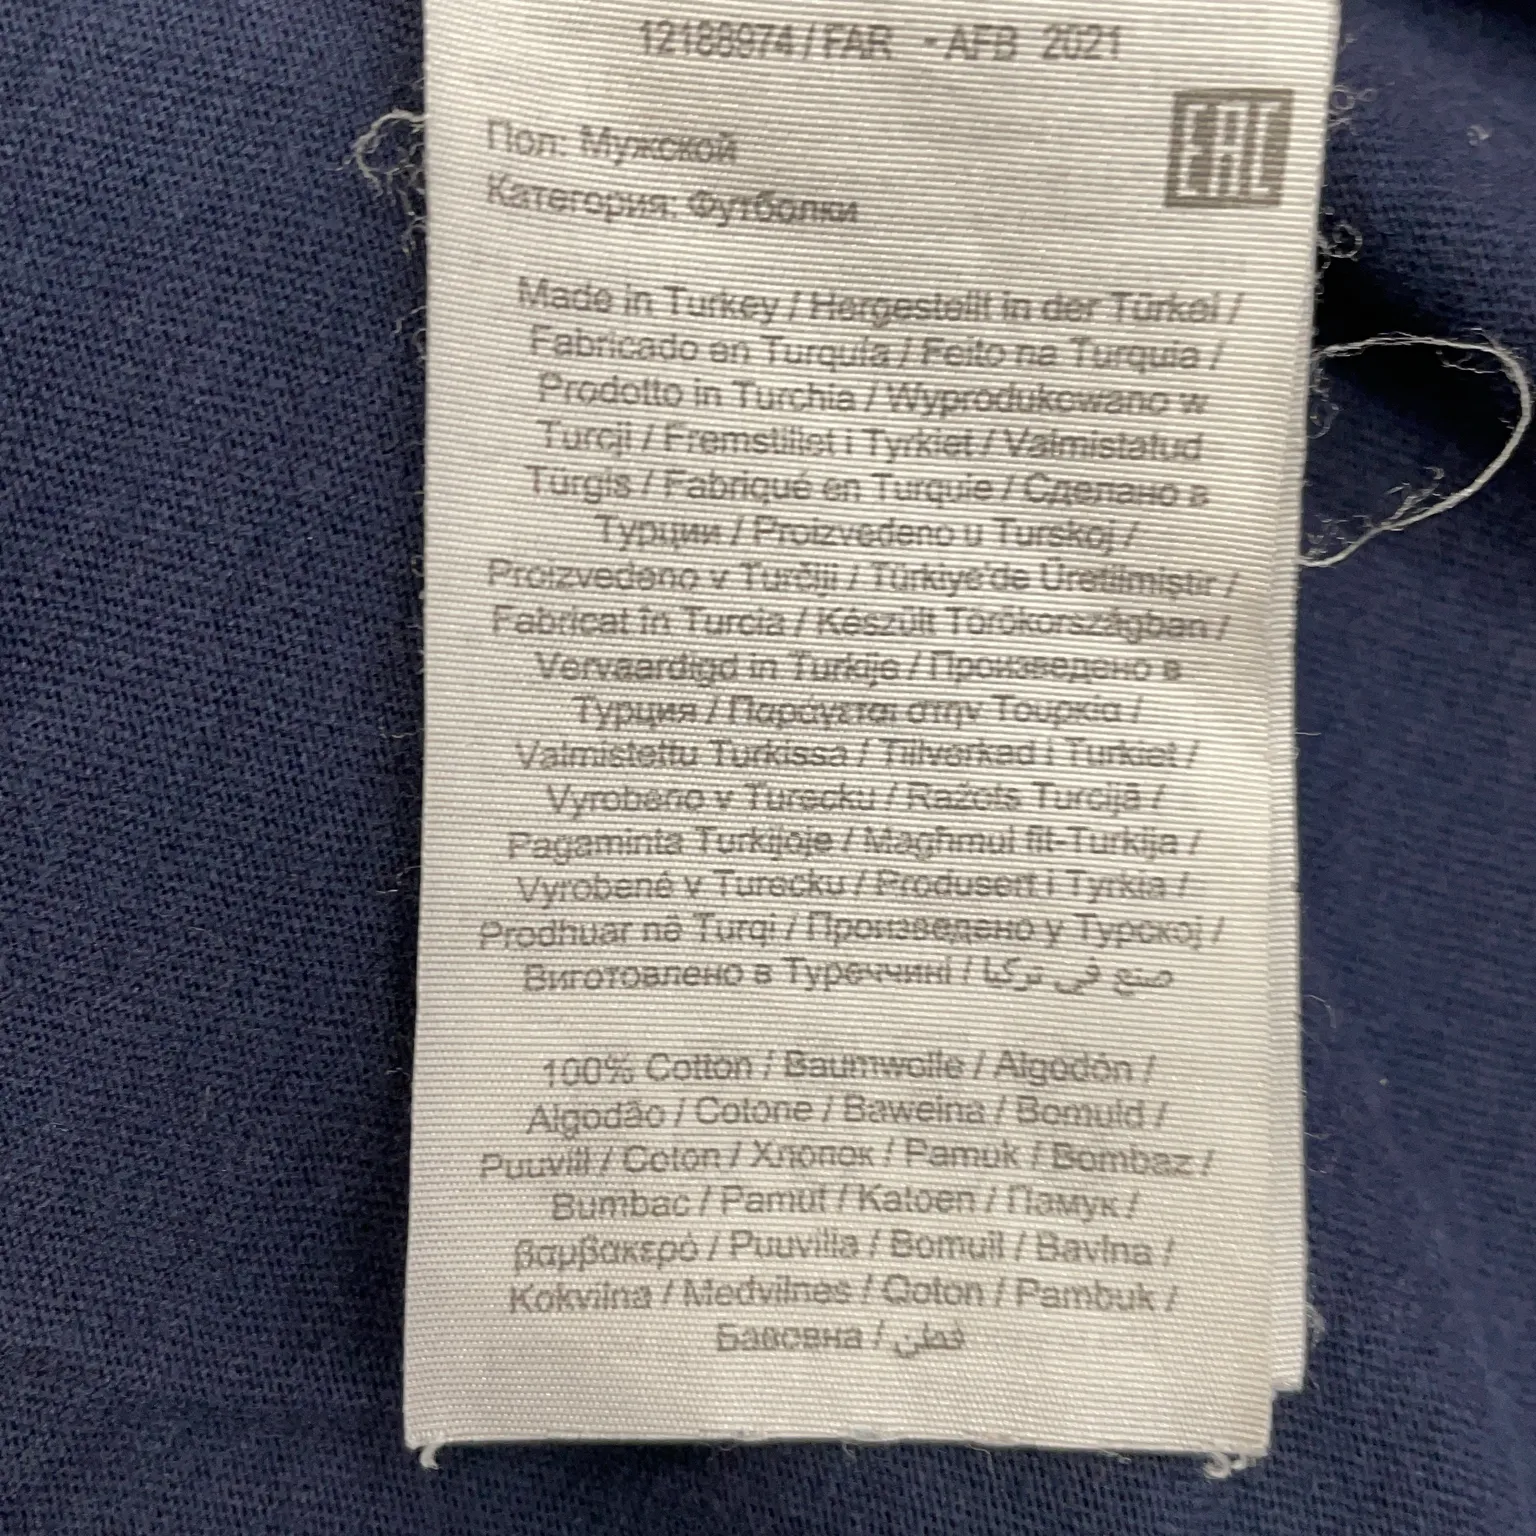 12188974 / FAR - AFB 2021
EAC
Пол: Мужской
Категория: Футболки
Made in Turkey / Hergestellt in der Türkei /
Fabricado en Turquía / Feito na Turquia /
Prodotto in Turchia / Wyprodukowano w
Turcji / Fremstillet i Tyrkiet / Valmistatud
Türgis / Fabriqué en Turquie / Сделано в
Турции / Proizvedeno u Turskoj /
Proizvedeno v Turčiji / Türkiye'de Üretilmiştir /
Fabricat în Turcia / Készült Törökországban /
Vervaardigd in Turkije / Произведено в
Турция / Παράγεται στην Τουρκία /
Valmistettu Turkissa / Tillverkad i Turkiet /
Vyrobeno v Turecku / Ražots Turcijā /
Pagaminta Turkijoje / Magħmul fit-Turkija /
Vyrobené v Turecku / Produsert i Tyrkia /
Prodhuar në Turqi / Произведено у Турској /
Виготовлено в Туреччині / صنع في تركيا
100% Cotton / Baumwolle / Algodón /
Algodão / Cotone / Bawełna / Bomuld /
Puuvill / Coton / Хлопок / Pamuk / Bombaz /
Bumbac / Pamut / Katoen / Памук /
βαμβακερό / Puuvilla / Bomull / Bavlna /
Kokvilna / Medvilnės / Qoton / Pambuk /
Бавовна / قطن